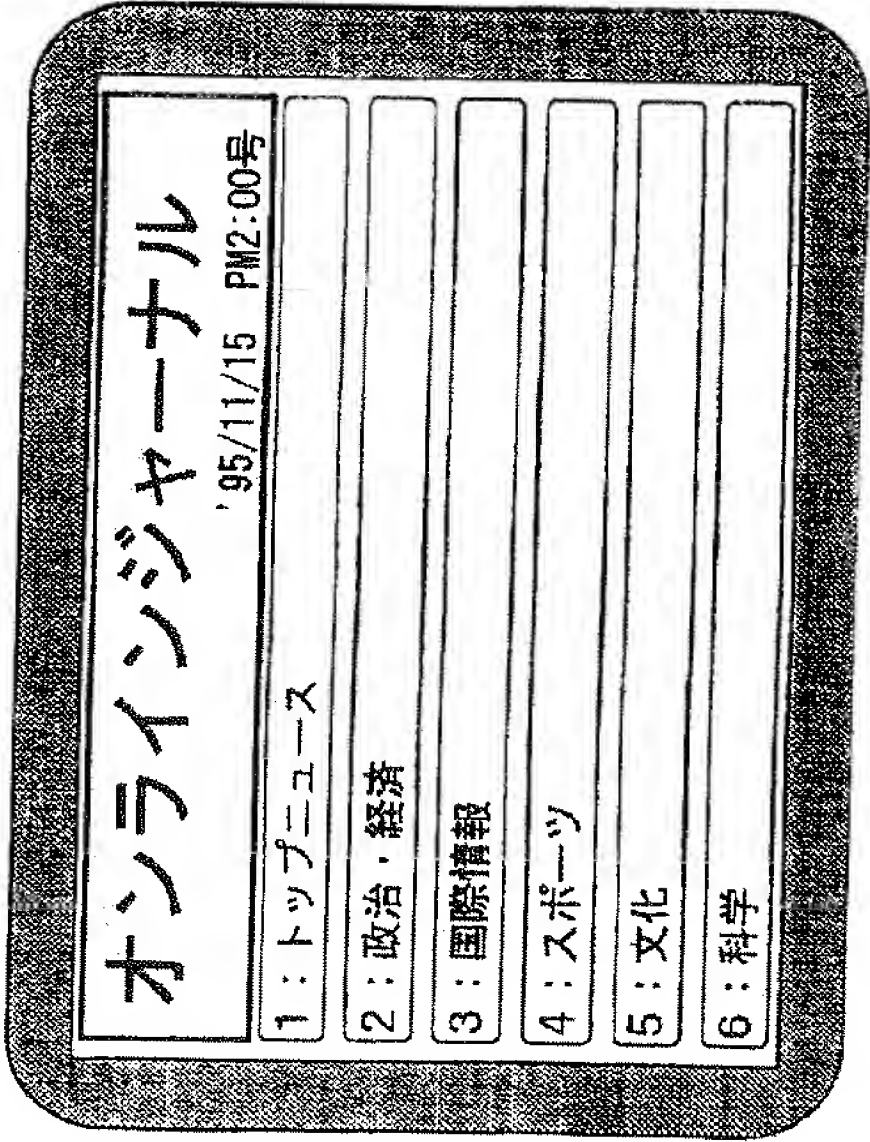 オンラインジャーナル
'95/11/15 PM2:00号
1:トップニュース
2:政治・経済
3:国際情報
4:スポーツ
5:文化
6:科学